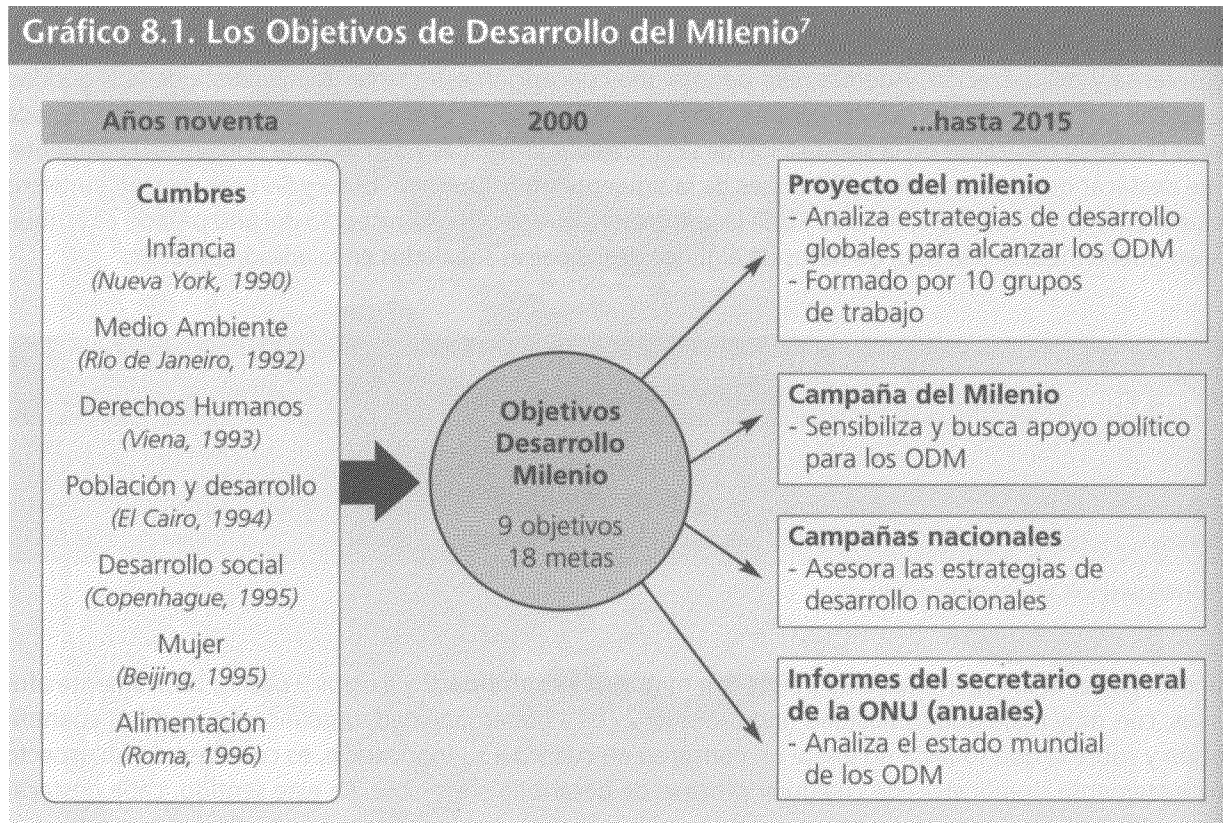 Gráfico 8.1. Los Objetivos de Desarrollo del Milenio⁷
Años noventa
2000
...hasta 2015
Cumbres
Infancia
(Nueva York, 1990)
Medio Ambiente
(Río de Janeiro, 1992)
Derechos Humanos
(Viena, 1993)
Población y desarrollo
(El Cairo, 1994)
Desarrollo social
(Copenhague, 1995)
Mujer
(Beijing, 1995)
Alimentación
(Roma, 1996)
Objetivos
Desarrollo
Milenio
9 objetivos
18 metas
Proyecto del milenio
- Analiza estrategias de desarrollo
globales para alcanzar los ODM
- Formado por 10 grupos
de trabajo
Campaña del Milenio
- Sensibiliza y busca apoyo político
para los ODM
Campañas nacionales
- Asesora las estrategias de
desarrollo nacionales
Informes del secretario general
de la ONU (anuales)
- Analiza el estado mundial
de los ODM